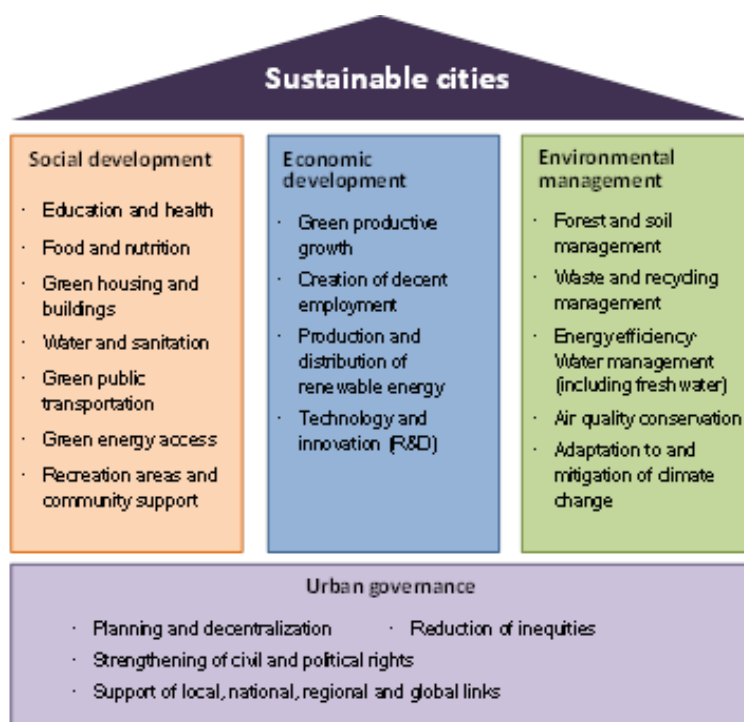 Sustainable cities
Social development
· Education and health
· Food and nutrition
· Green housing and
buildings
· Water and sanitation
· Green public
transportation
· Green energy access
· Recreation areas and
community support
Economic
development
· Green productive
growth
· Creation of decent
employment
· Production and
distribution of
renewable energy
· Technology and
innovation (R&D)
Environmental
management
· Forest and soil
management
· Waste and recycling
management
· Energy efficiency-
Water management
(including fresh water)
· Air quality conservation
· Adaptation to and
mitigation of climate
change
Urban governance
· Planning and decentralization · Reduction of inequities
· Strengthening of civil and political rights
· Support of local, national, regional and global links